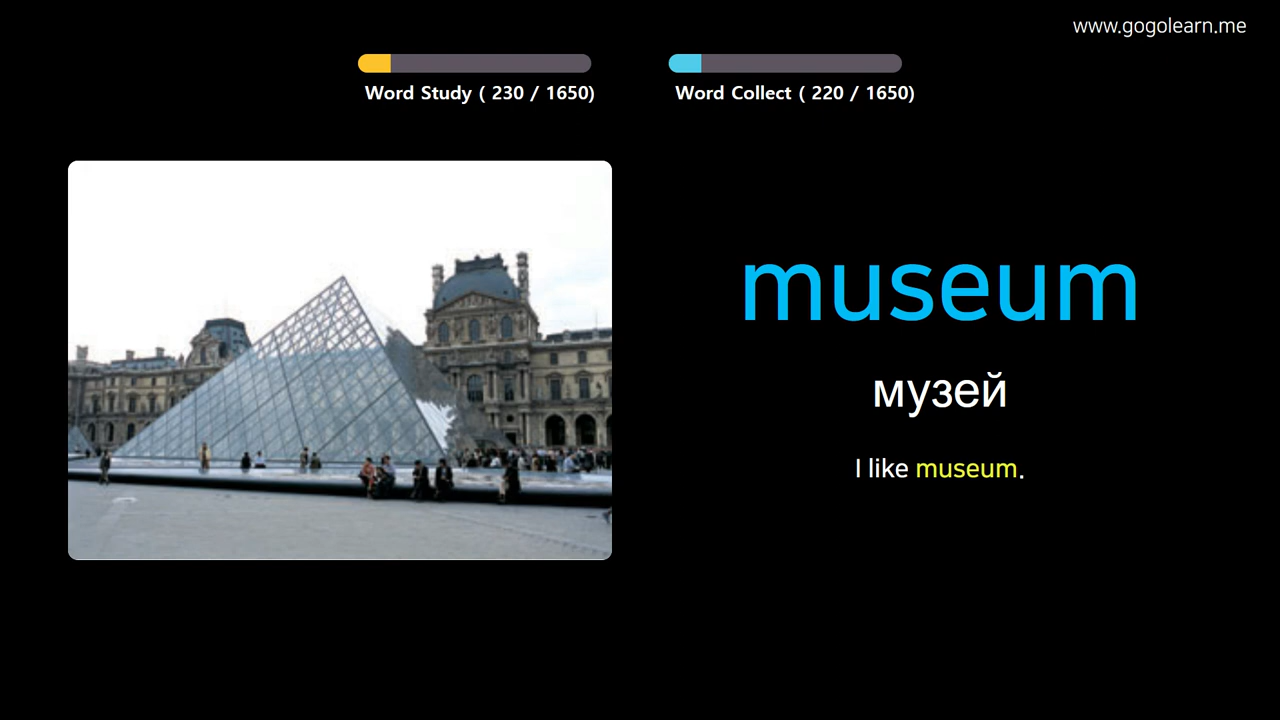 www.gogolearn.me
Word Study ( 230 / 1650)
Word Collect ( 220 / 1650)
museum
музей
I like museum.